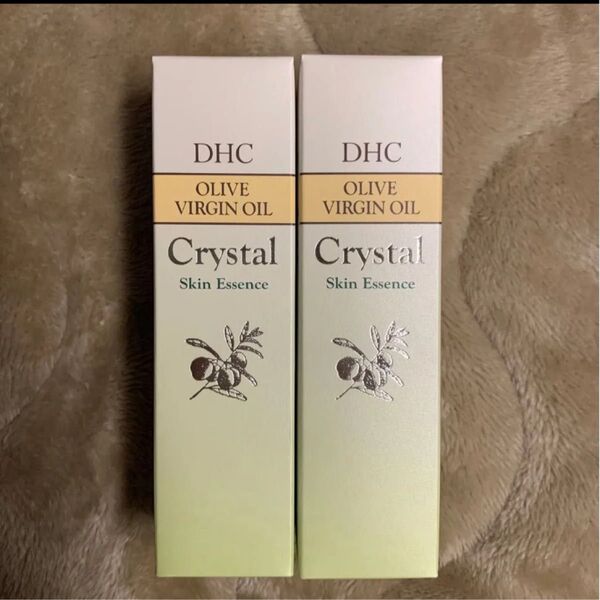 DHC
OLIVE
VIRGIN OIL
Crystal
Skin Essence
DHC
OLIVE
VIRGIN OIL
Crystal
Skin Essence